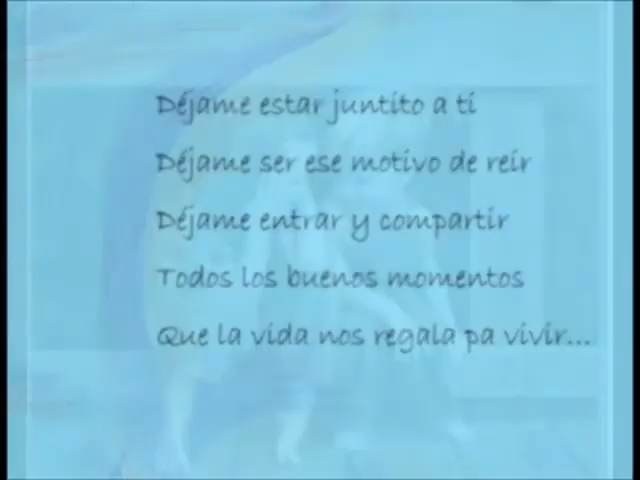 Déjame estar juntito a ti
Déjame ser ese motivo de reír
Déjame entrar y compartir
Todos los buenos momentos
Que la vida nos regala pa vivir...